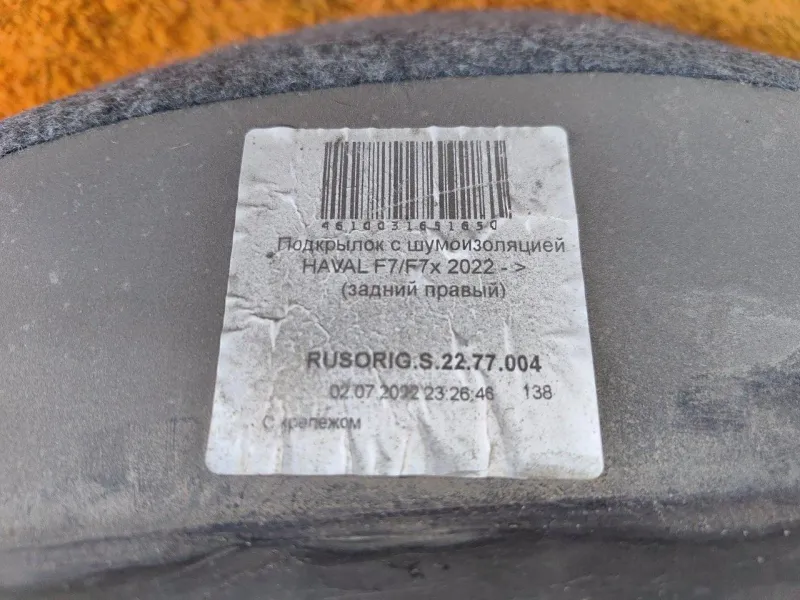 4610031651650
Подкрылок с шумоизоляцией
HAVAL F7/F7x 2022 - >
(задний правый)
RUSORIG.S.22.77.004
02.07.2022 23:26:46 138
С крепежом